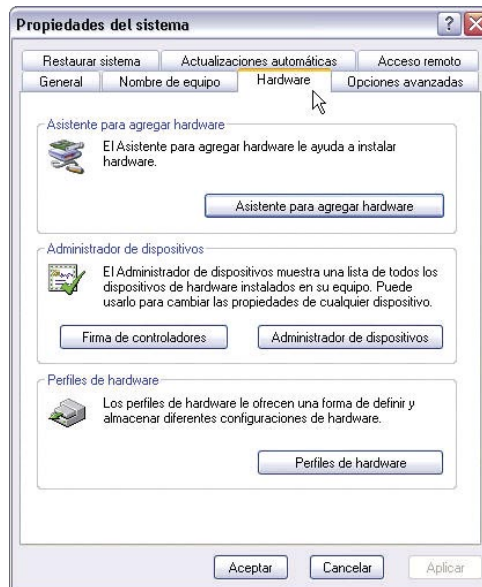 Propiedades del sistema
Restaurar sistema Actualizaciones automáticas Acceso remoto
General Nombre de equipo Hardware Opciones avanzadas
Asistente para agregar hardware
El Asistente para agregar hardware le ayuda a instalar
hardware.
Asistente para agregar hardware
Administrador de dispositivos
El Administrador de dispositivos muestra una lista de todos los
dispositivos de hardware instalados en su equipo. Puede
usarlo para cambiar las propiedades de cualquier dispositivo.
Firma de controladores Administrador de dispositivos
Perfiles de hardware
Los perfiles de hardware le ofrecen una forma de definir y
almacenar diferentes configuraciones de hardware.
Perfiles de hardware
Aceptar Cancelar Aplicar